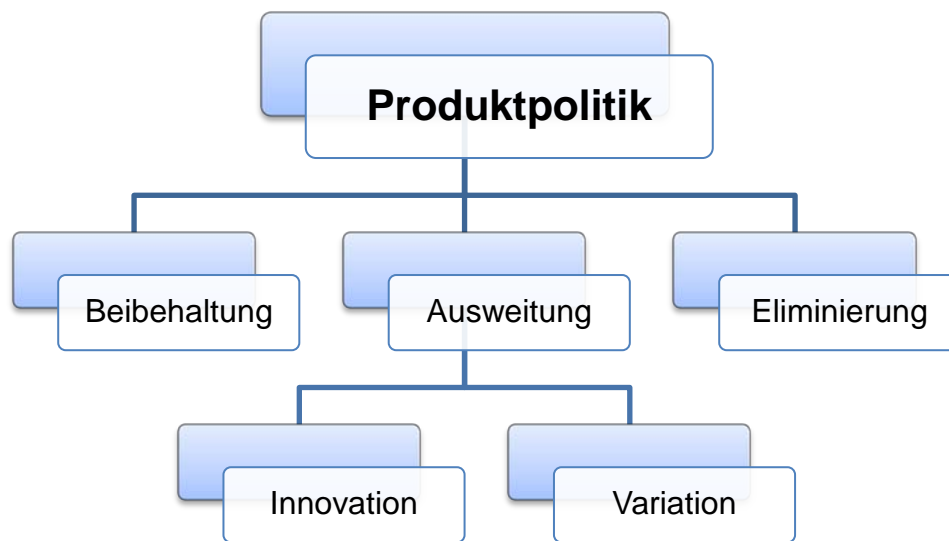 Produktpolitik
Beibehaltung
Ausweitung
Eliminierung
Innovation
Variation